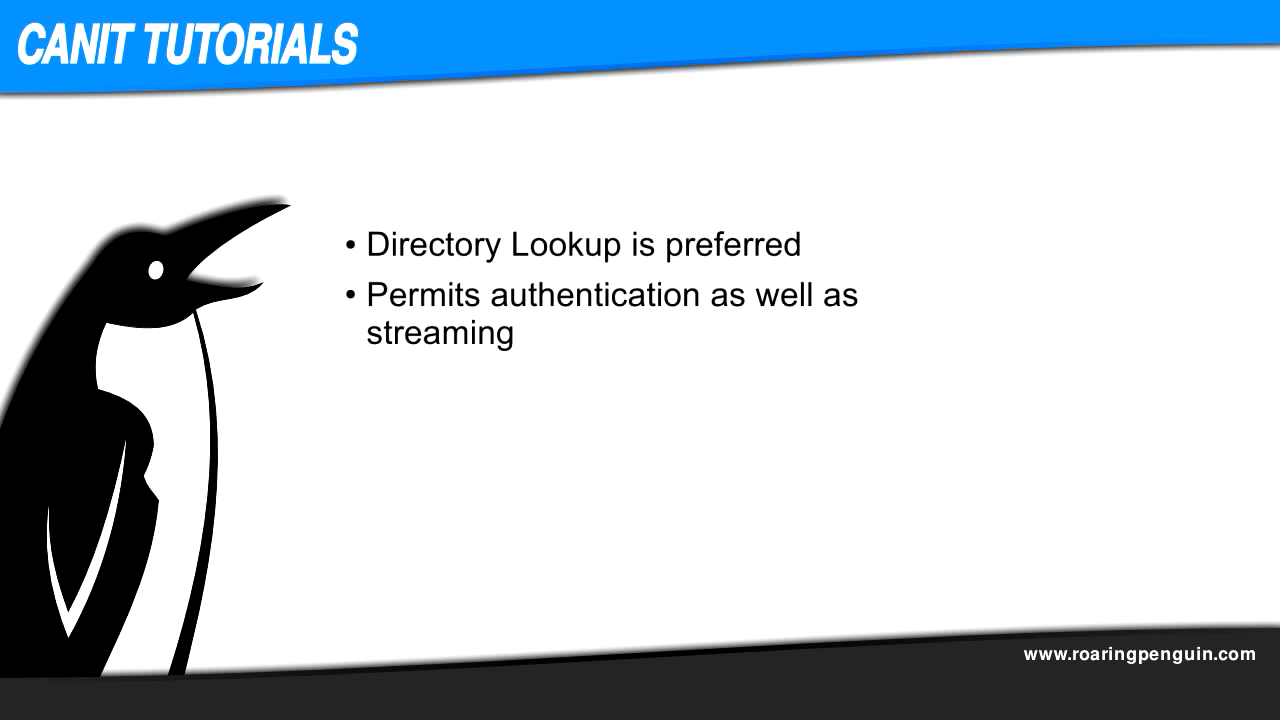 CANIT TUTORIALS
• Directory Lookup is preferred
• Permits authentication as well as
streaming
www.roaringpenguin.com